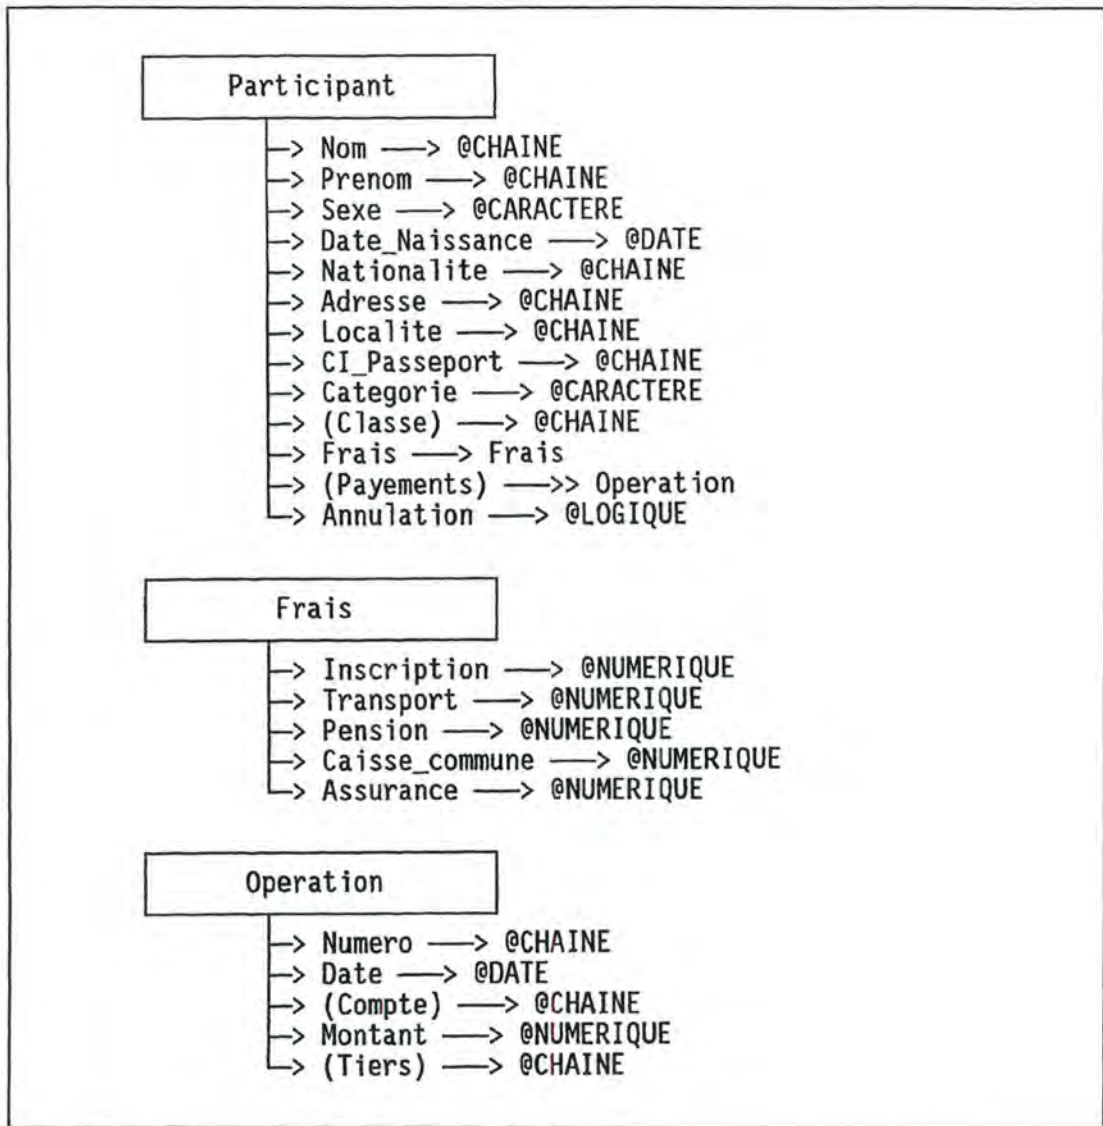 Participant
—> Nom ——> @CHAINE
—> Prenom ——> @CHAINE
—> Sexe ——> @CARACTERE
—> Date_Naissance ——> @DATE
—> Nationalite ——> @CHAINE
—> Adresse ——> @CHAINE
—> Localite ——> @CHAINE
—> CI_Passeport ——> @CHAINE
—> Categorie ——> @CARACTERE
—> (Classe) ——> @CHAINE
—> Frais ——> Frais
—> (Payements) ——>> Operation
—> Annulation ——> @LOGIQUE
Frais
—> Inscription ——> @NUMERIQUE
—> Transport ——> @NUMERIQUE
—> Pension ——> @NUMERIQUE
—> Caisse_commune ——> @NUMERIQUE
—> Assurance ——> @NUMERIQUE
Operation
—> Numero ——> @CHAINE
—> Date ——> @DATE
—> (Compte) ——> @CHAINE
—> Montant ——> @NUMERIQUE
—> (Tiers) ——> @CHAINE